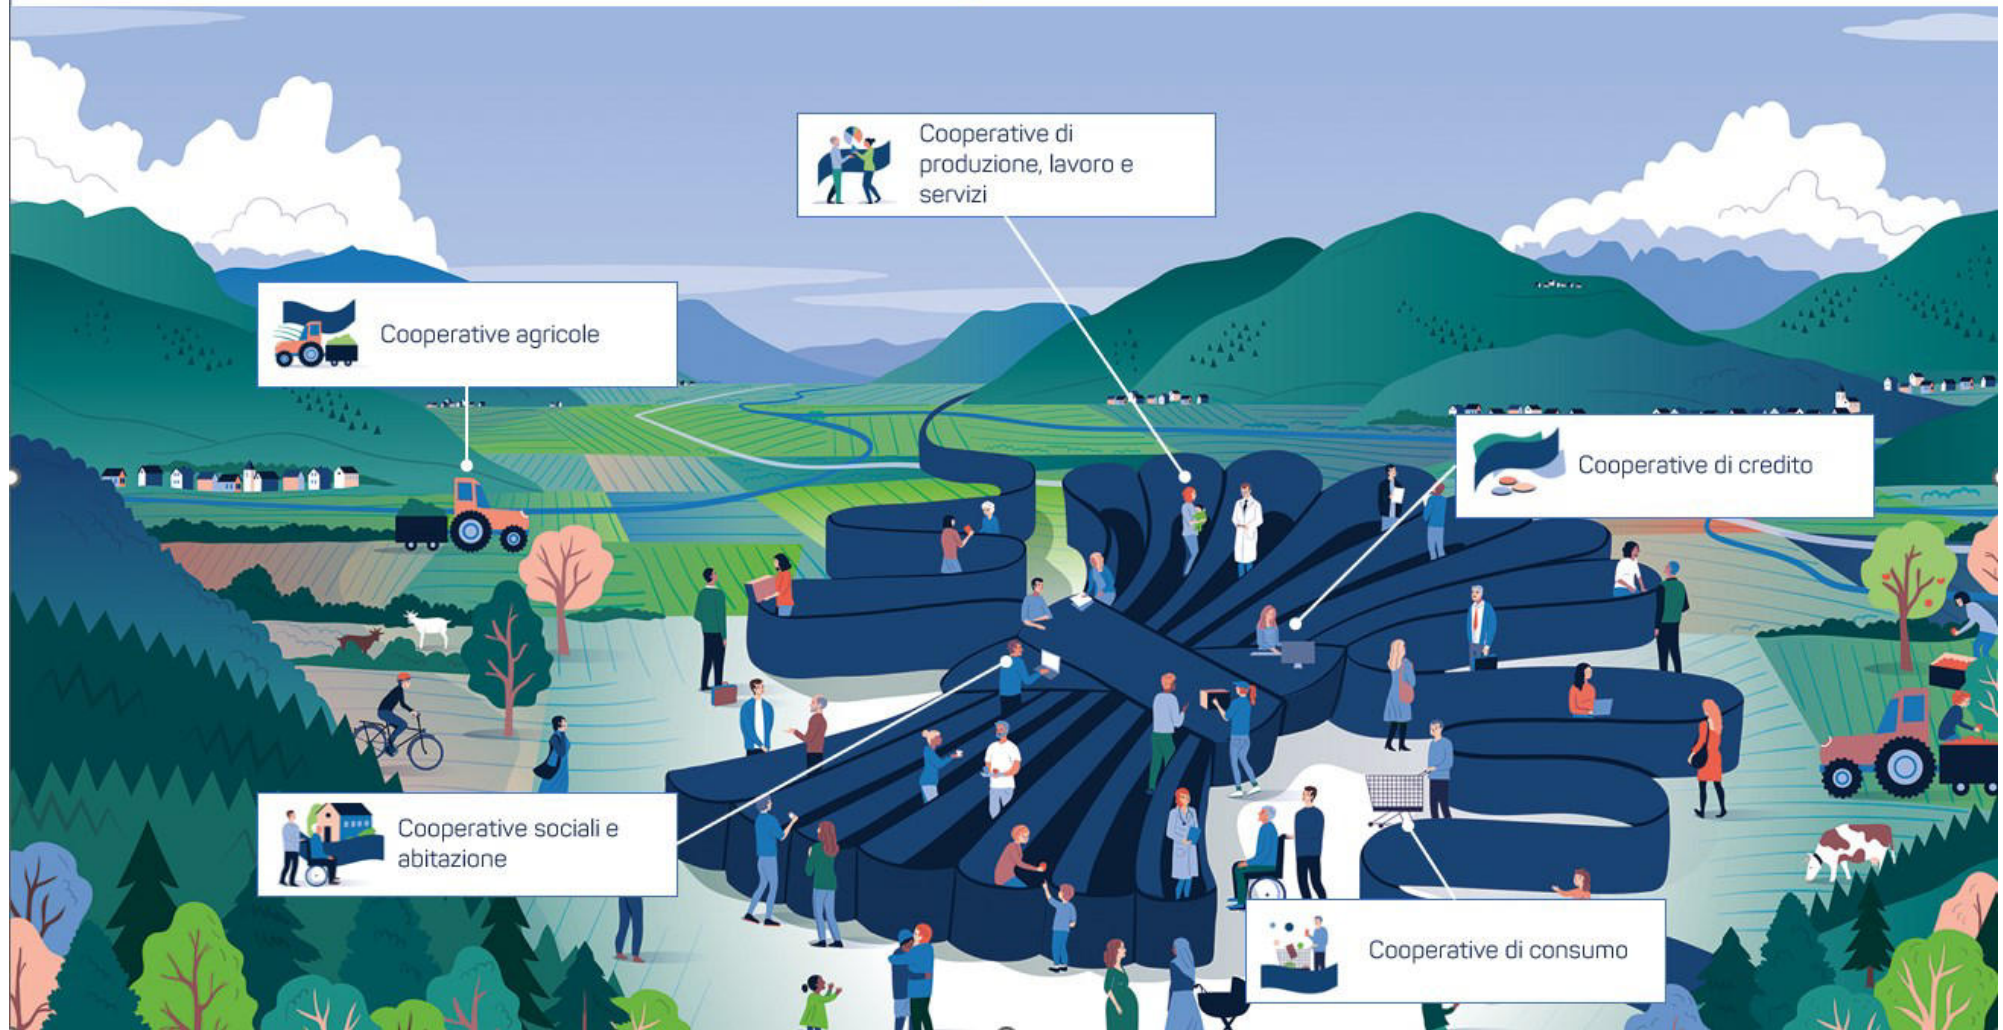 Cooperative di
produzione, lavoro e
servizi
Cooperative agricole
Cooperative di credito
Cooperative sociali e
abitazione
Cooperative di consumo